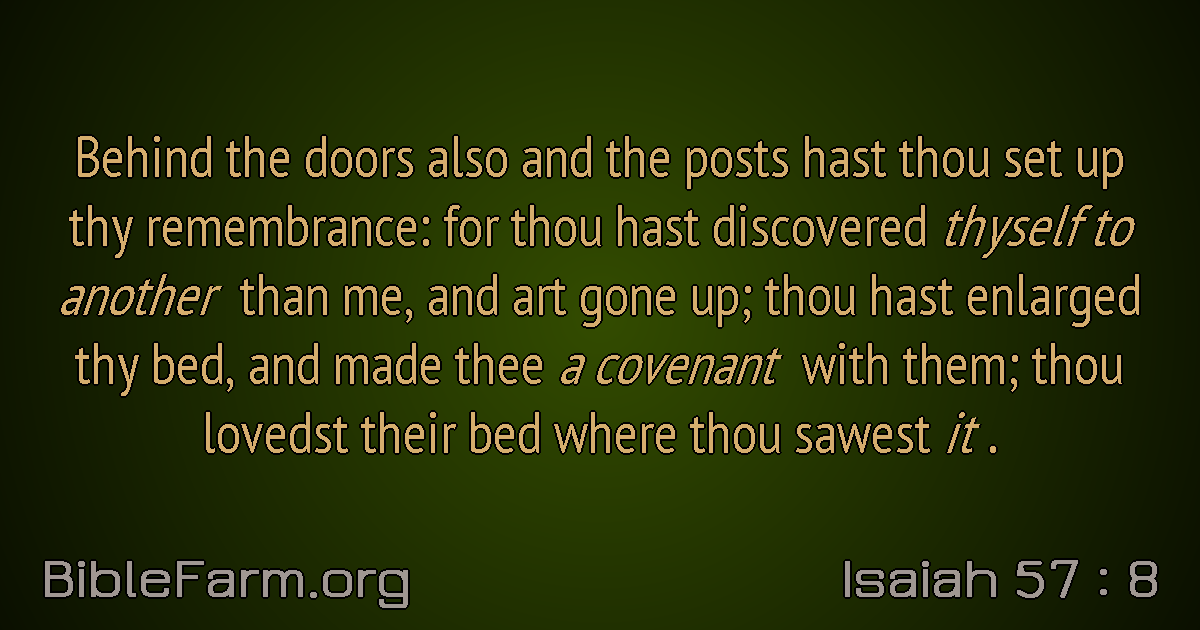 Behind the doors also and the posts hast thou set up
thy remembrance: for thou hast discovered thyself to
another than me, and art gone up; thou hast enlarged
thy bed, and made thee a covenant with them; thou
lovedst their bed where thou sawest it .
BibleFarm.org
Isaiah 57 : 8